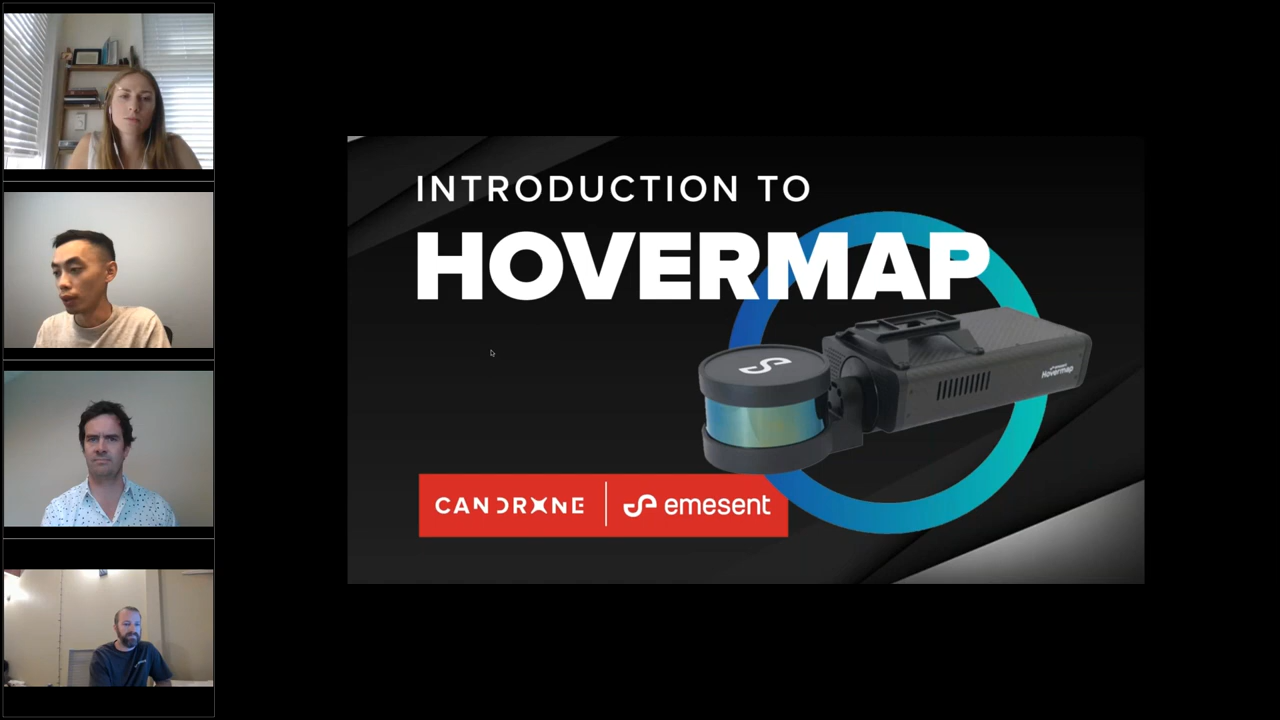 INTRODUCTION TO
HOVERMAP
Hovermap
CANDRONE
emesent